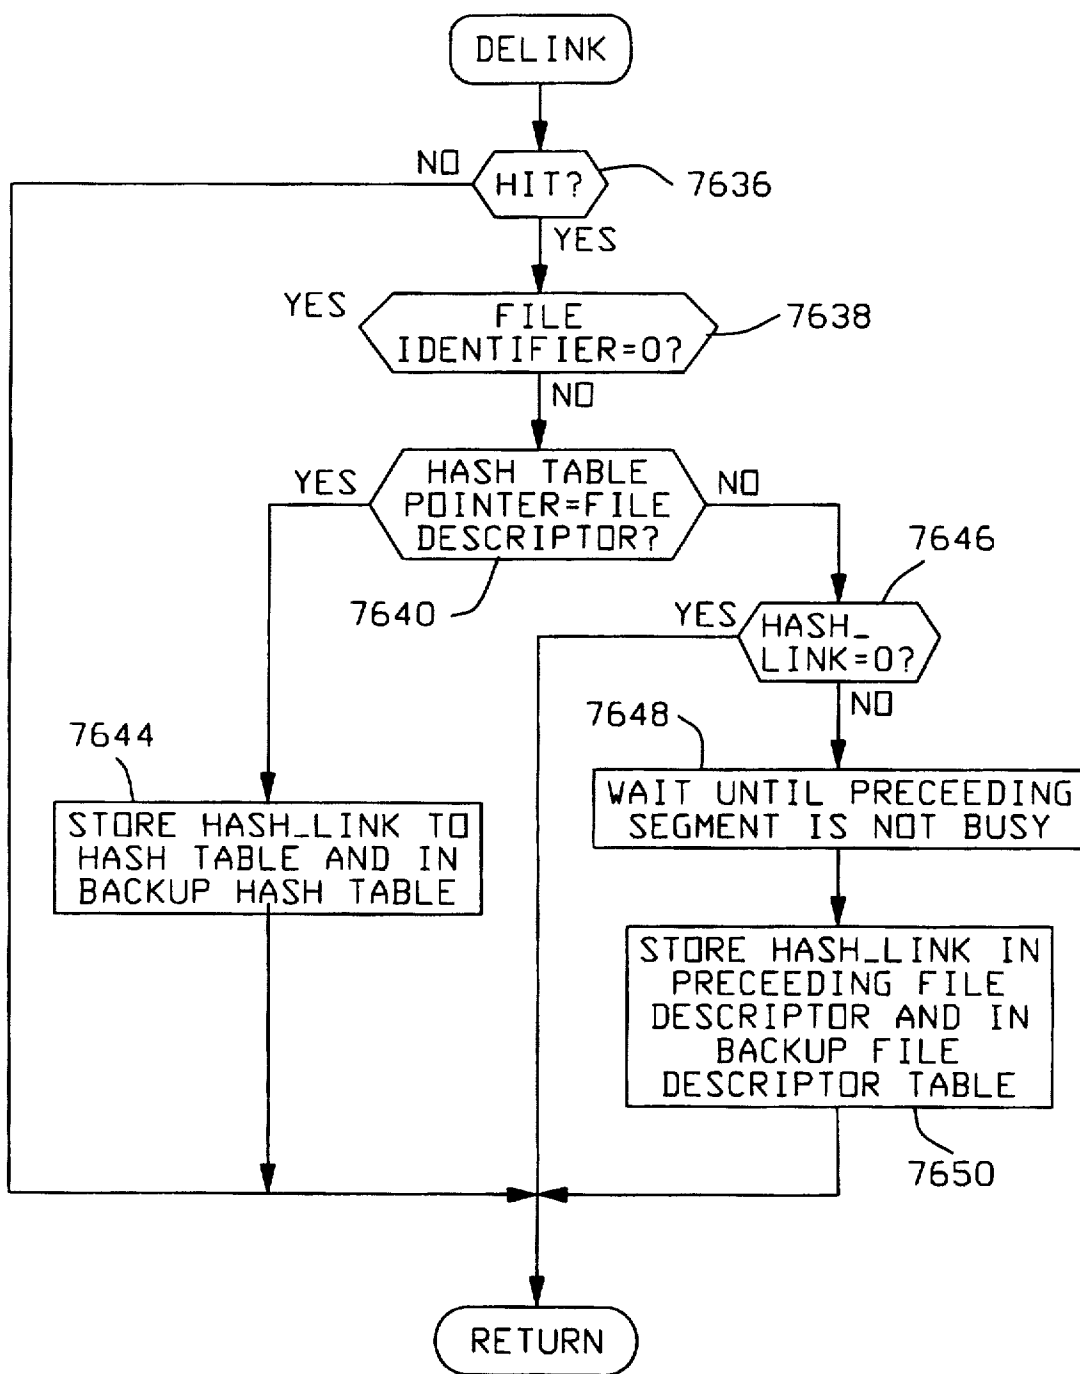 DELINK
NO
HIT?
7636
YES
YES
FILE
IDENTIFIER=0?
7638
NO
YES
HASH TABLE
POINTER=FILE
DESCRIPTOR?
NO
7640
7646
YES
HASH_
LINK=0?
NO
7644
7648
STORE HASH_LINK TO
HASH TABLE AND IN
BACKUP HASH TABLE
WAIT UNTIL PRECEEDING
SEGMENT IS NOT BUSY
STORE HASH_LINK IN
PRECEEDING FILE
DESCRIPTOR AND IN
BACKUP FILE
DESCRIPTOR TABLE
7650
RETURN